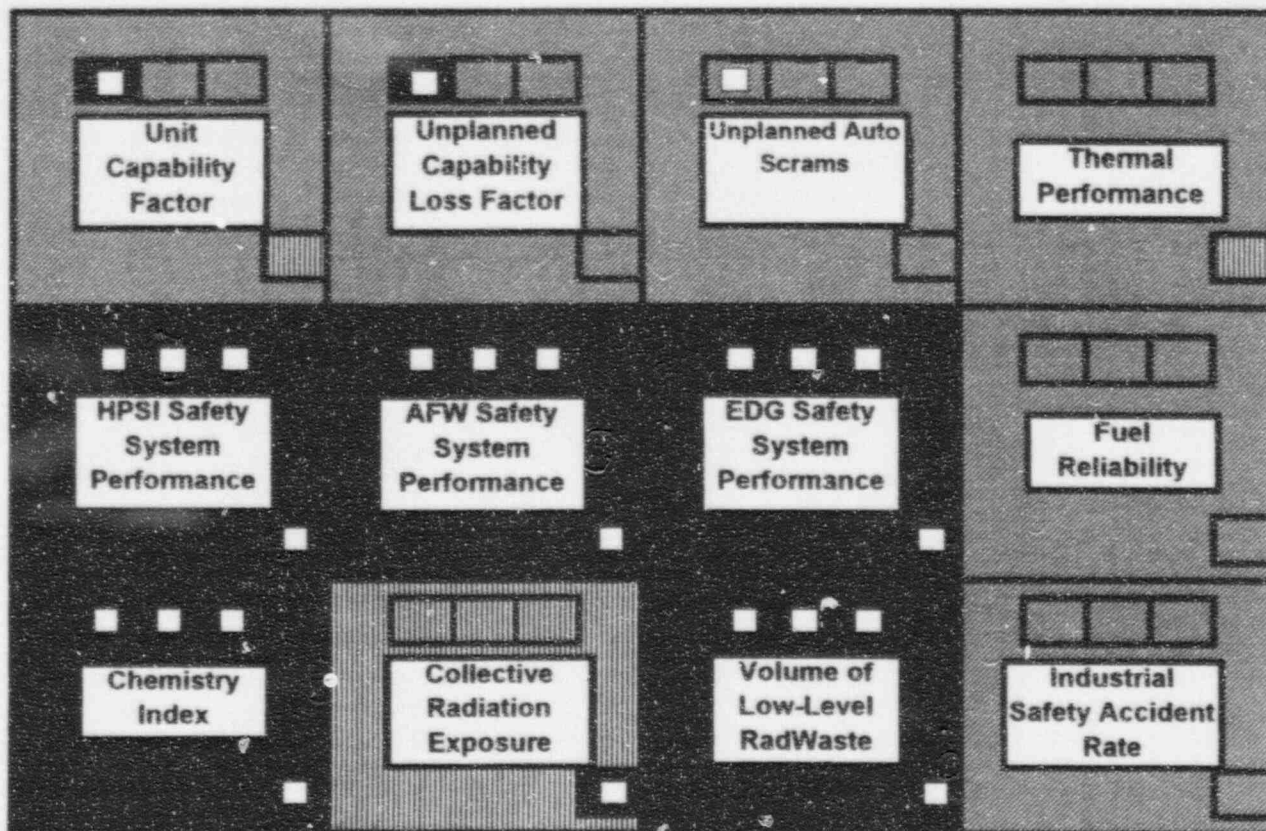 Unit
Capability
Factor
Unplanned
Capability
Loss Factor
Unplanned Auto
Scrams
Thermal
Performance
HPSI Safety
System
Performance
AFW Safety
System
Performance
EDG Safety
System
Performance
Fuel
Reliability
Chemistry
Index
Collective
Radiation
Exposure
Volume of
Low-Level
RadWaste
Industrial
Safety Accident
Rate